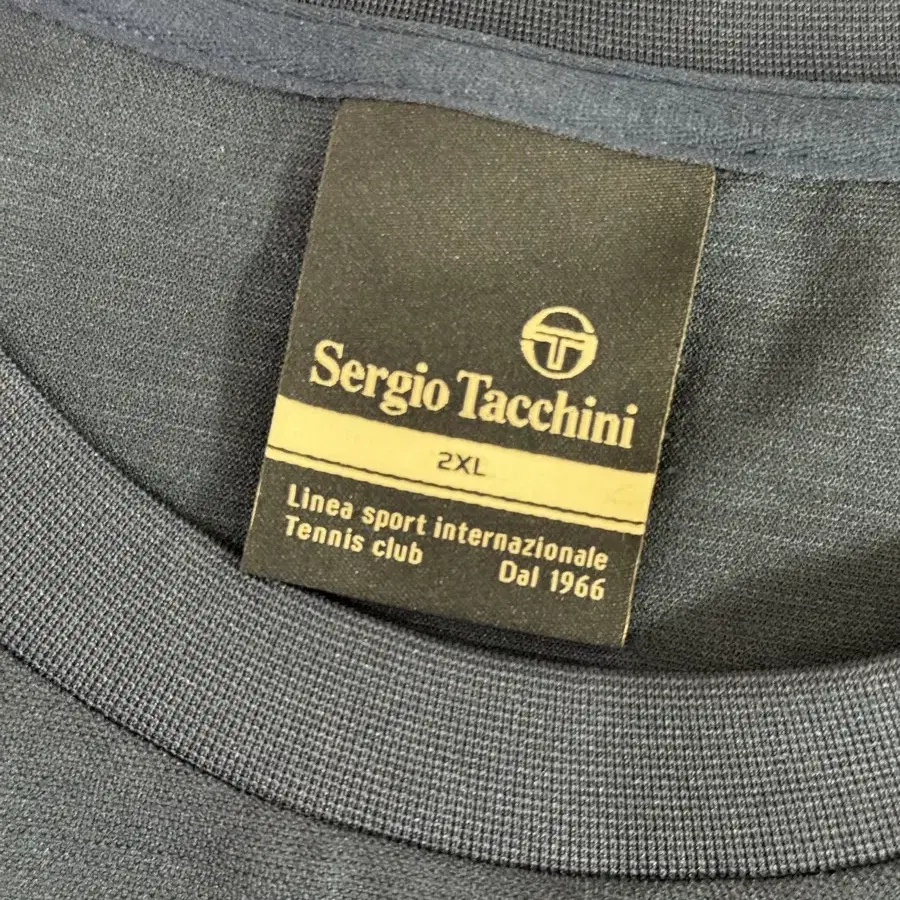 Sergio Tacchini
2XL
Linea sport internazionale
Tennis club
Dal 1966